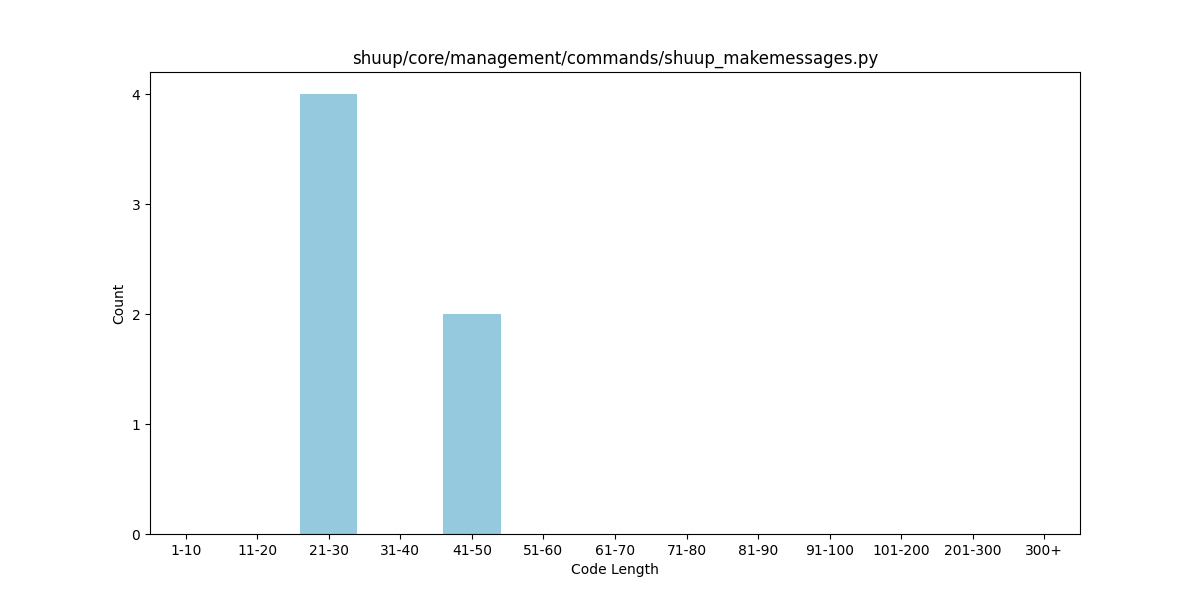 shuup/core/management/commands/shuup_makemessages.py
Count
4
3
2
1
0
1-10 11-20 21-30 31-40 41-50 51-60 61-70 71-80 81-90 91-100 101-200 201-300 300+
Code Length